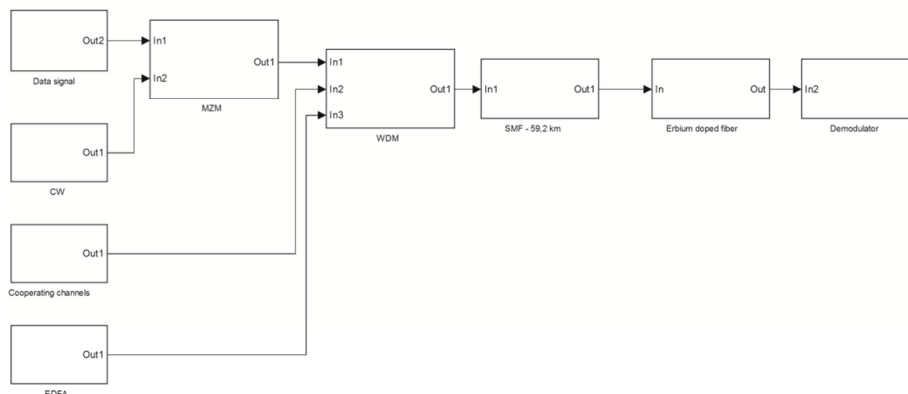 Out2
Data signal
In1
In2
Out1
MZM
Out1
CW
In1
In2
In3
Out1
WDM
In1
Out1
SMF - 59,2 km
In
Out
Erbium doped fiber
In2
Demodulator
Out1
Cooperating channels
Out1
EDFA